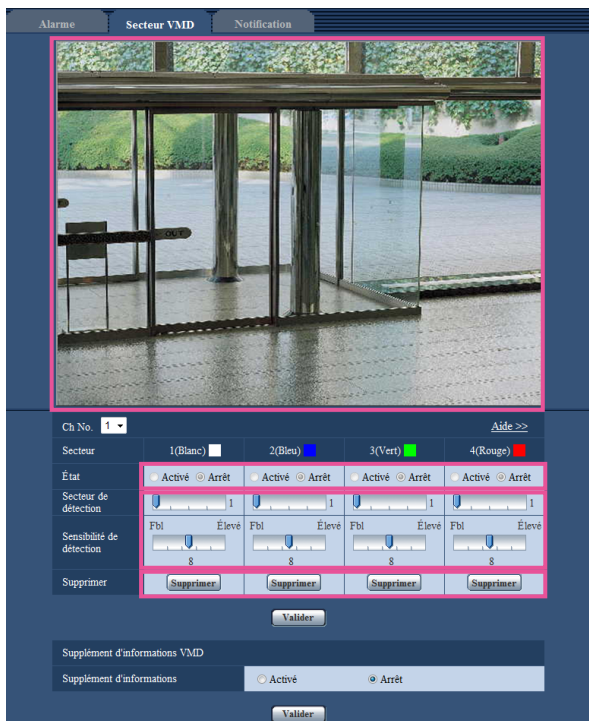 Alarme Secteur VMD Notification
OUT
Ch No. 1 Aide >>
Secteur 1(Blanc) 2(Bleu) 3(Vert) 4(Rouge)
État Activé Arrêt Activé Arrêt Activé Arrêt Activé Arrêt
Secteur de détection 1 1 1 1
Sensibilité de détection Fbl Élevé Fbl Élevé Fbl Élevé Fbl Élevé
8 8 8 8
Supprimer Supprimer Supprimer Supprimer Supprimer
Valider
Supplément d'informations VMD
Supplément d'informations Activé Arrêt
Valider